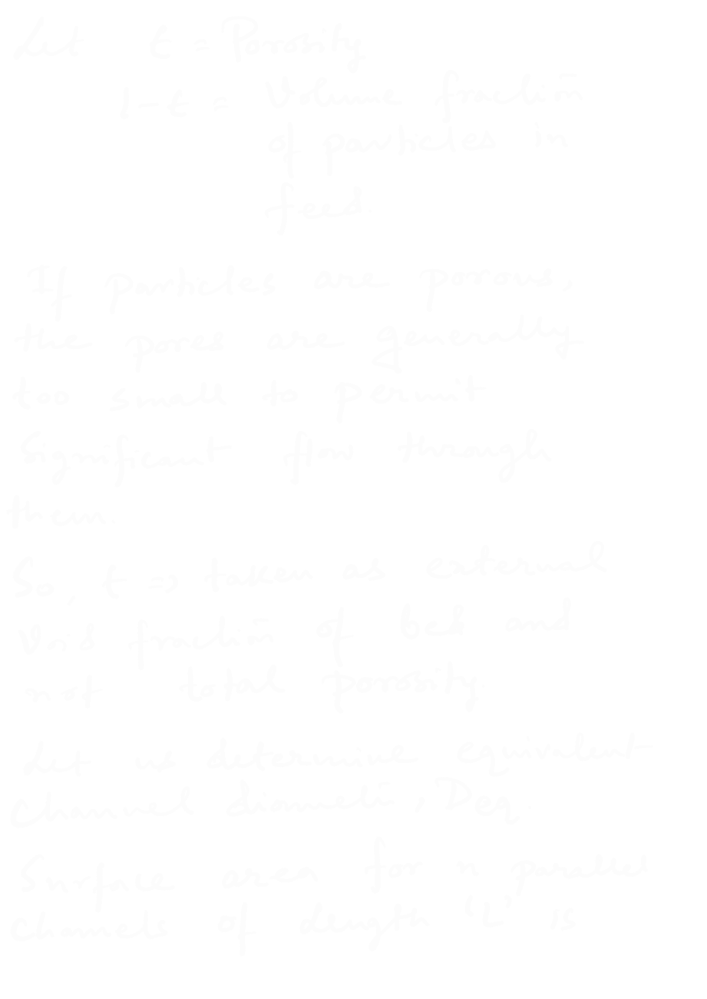 Let t = Porosity
1-t = Volume fraction
of particles in
feed.
If particles are porous,
the pores are generally
too small to permit
Significant flow through
them.
So, t => taken as external
Void fraction of bed and
not total porosity.
Let us determine equivalent
Channel diameter, Deq.
Surface area for n parallel
Channels of length 'L' is